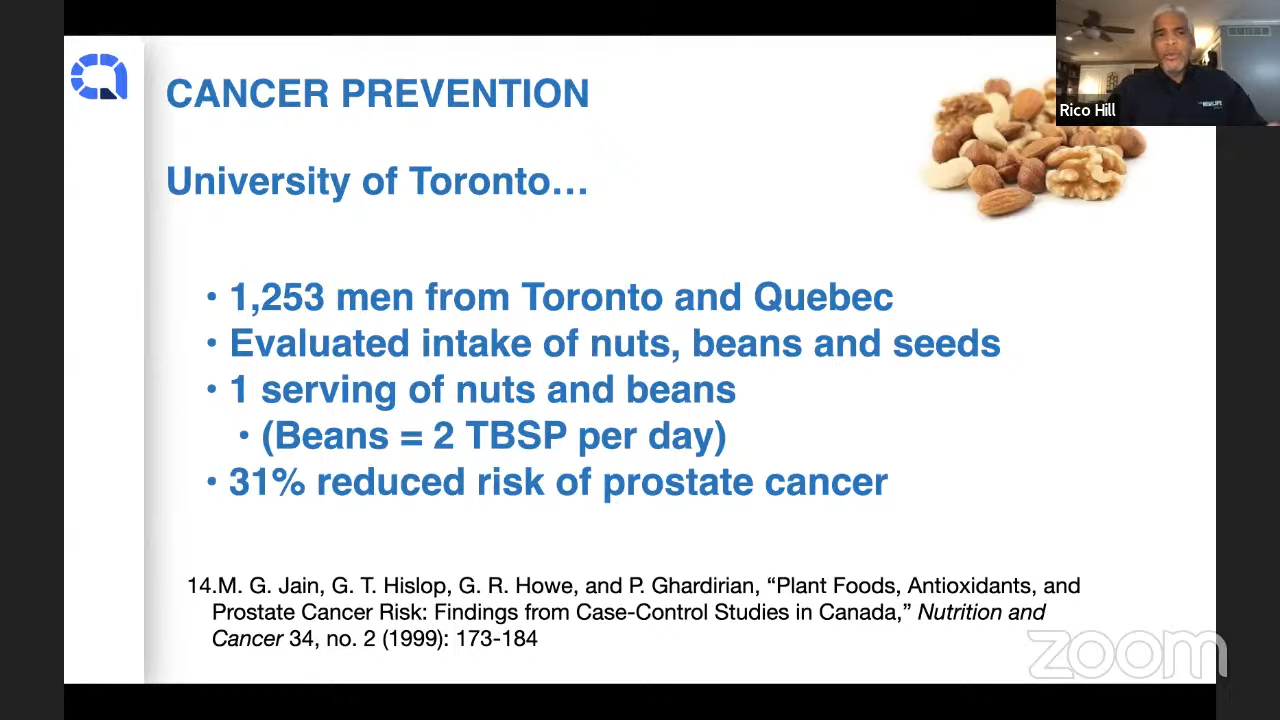 CANCER PREVENTION
Rico Hill
University of Toronto…
• 1,253 men from Toronto and Quebec
• Evaluated intake of nuts, beans and seeds
• 1 serving of nuts and beans
• (Beans = 2 TBSP per day)
• 31% reduced risk of prostate cancer
14.M. G. Jain, G. T. Hislop, G. R. Howe, and P. Ghardirian, “Plant Foods, Antioxidants, and
Prostate Cancer Risk: Findings from Case-Control Studies in Canada,” Nutrition and
Cancer 34, no. 2 (1999): 173-184
zoom